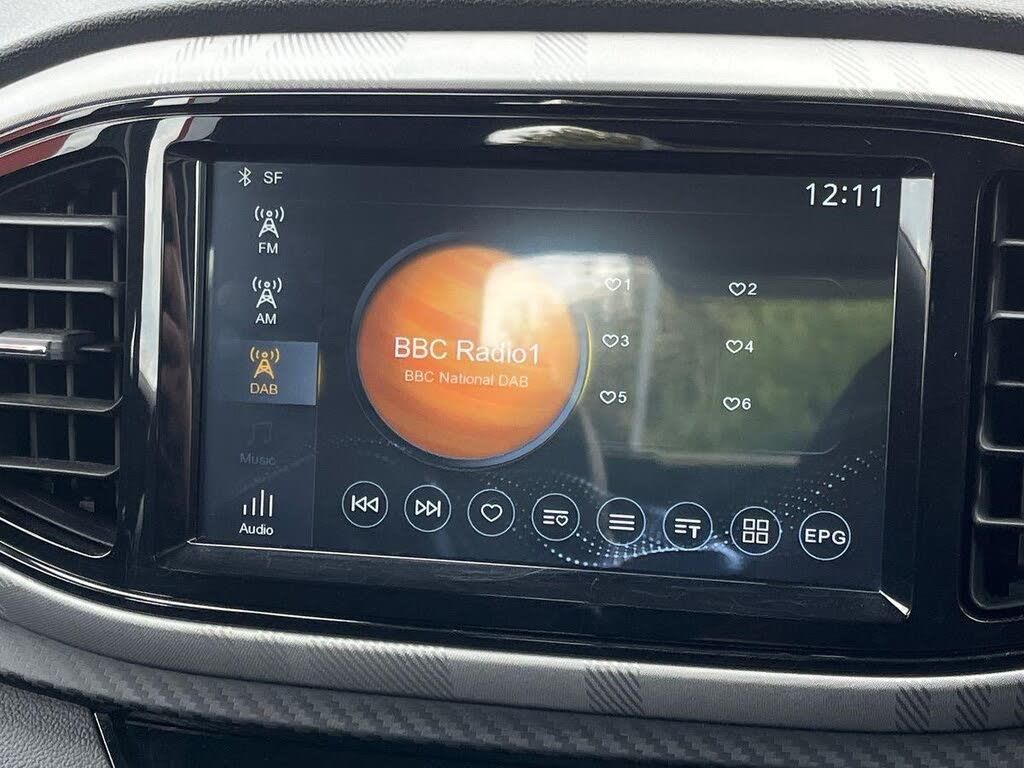 SF
12:11
FM
AM
DAB
Music
Audio
BBC Radio1
BBC National DAB
1
2
3
4
5
6
T
EPG